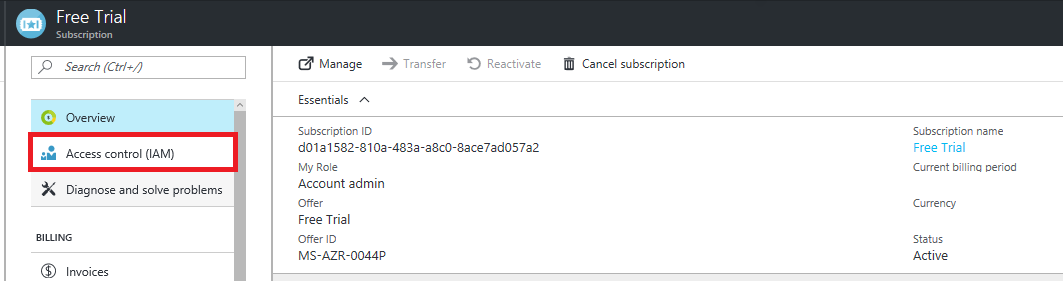 Free Trial
Subscription
Search (Ctrl+/)
Overview
Access control (IAM)
Diagnose and solve problems
BILLING
Invoices
Manage
Transfer
Reactivate
Cancel subscription
Essentials
Subscription ID
d01a1582-810a-483a-a8c0-8ace7ad057a2
My Role
Account admin
Offer
Free Trial
Offer ID
MS-AZR-0044P
Subscription name
Free Trial
Current billing period
Currency
Status
Active